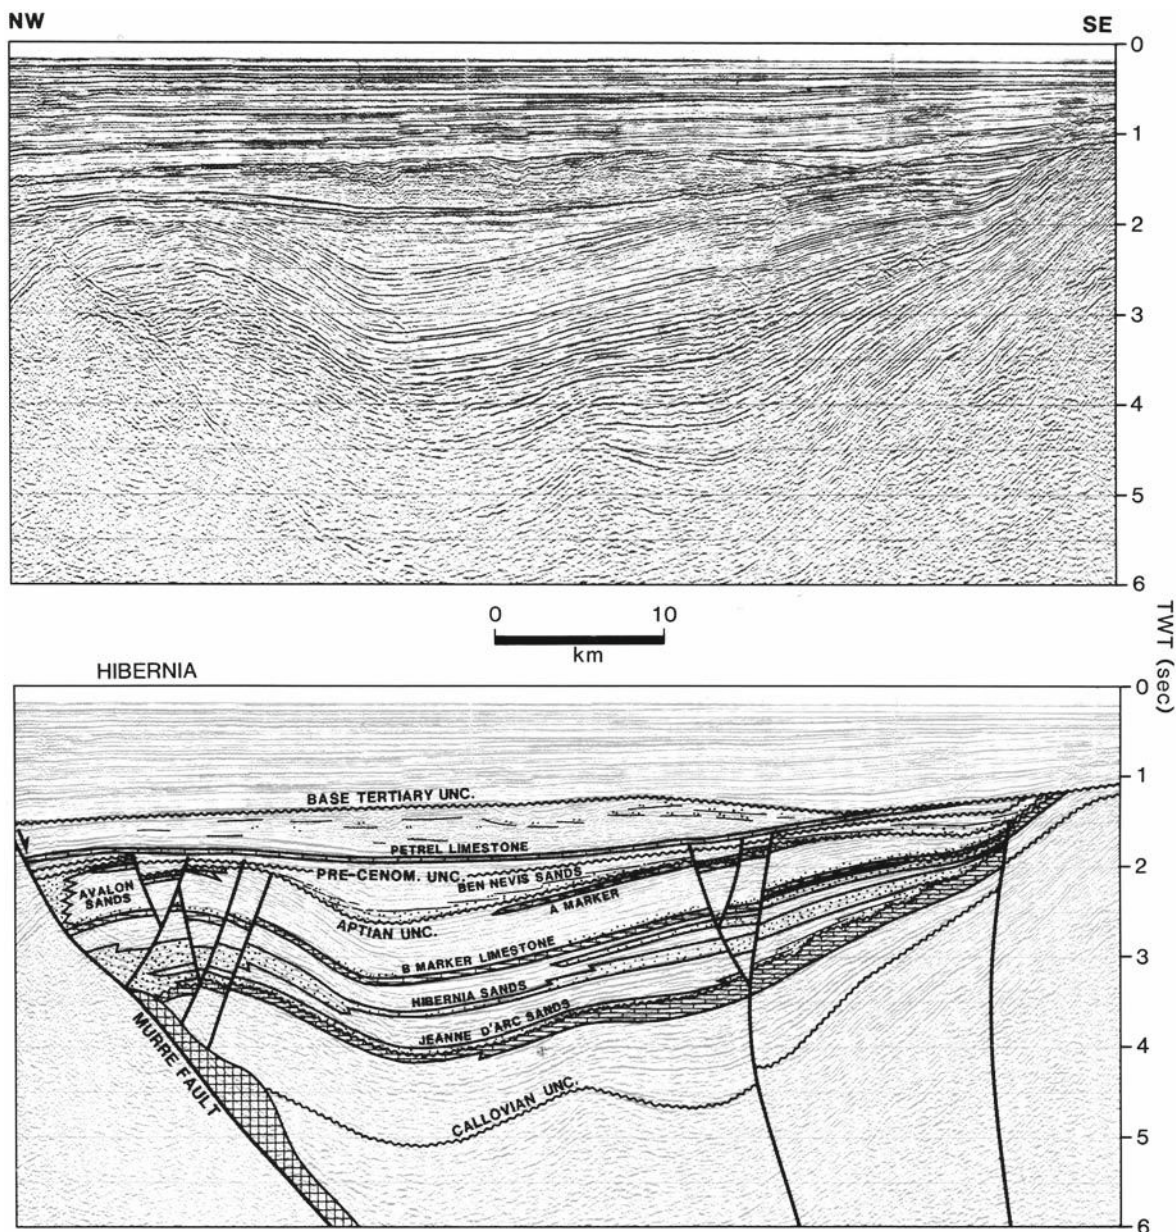 NW
SE
0
1
2
3
4
5
6
0 10
km
TWT (sec)
HIBERNIA
0
1
2
3
4
5
6
BASE TERTIARY UNC.
PETREL LIMESTONE
PRE-CENOM. UNC.
BEN NEVIS SANDS
AVALON
SANDS
A MARKER
APTIAN UNC.
B MARKER LIMESTONE
HIBERNIA SANDS
JEANNE D'ARC SANDS
MURRE FAULT
CALLOVIAN UNC.